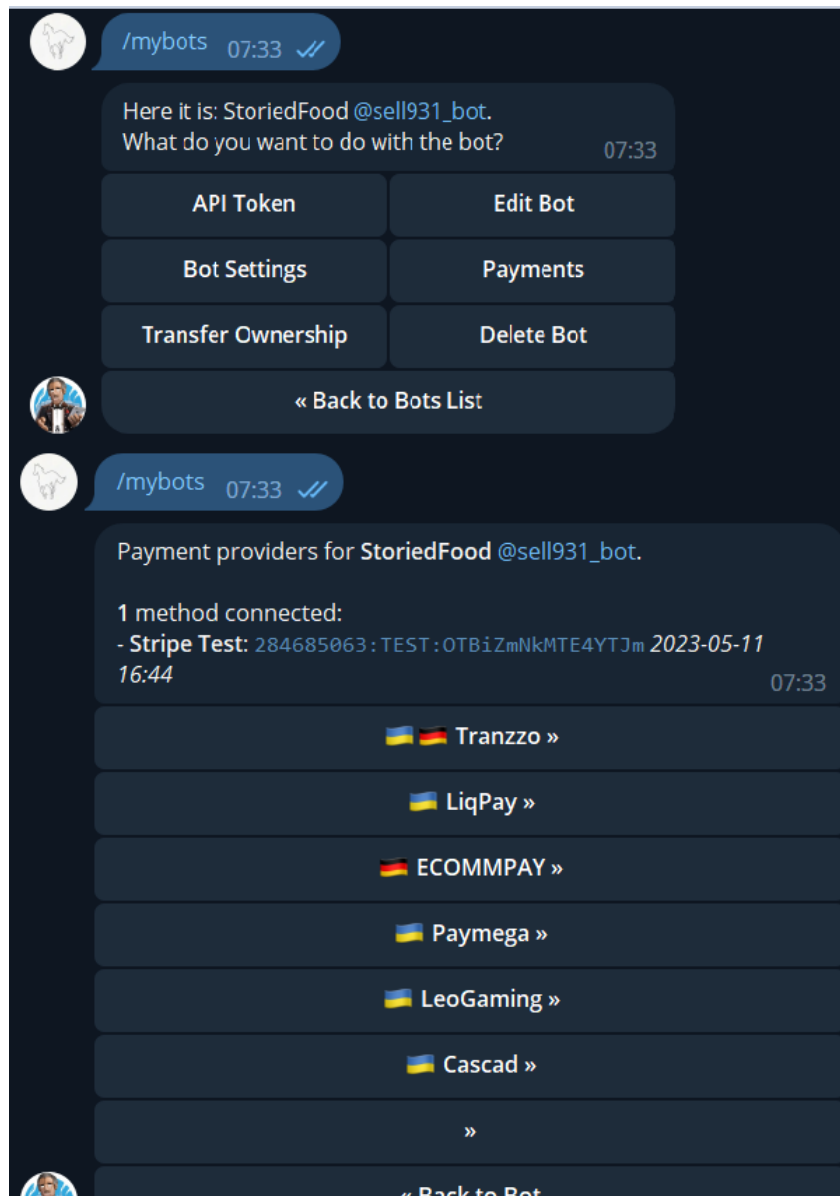 /mybots 07:33
Here it is: StoriedFood @sell931_bot.
What do you want to do with the bot? 07:33
API Token Edit Bot
Bot Settings Payments
Transfer Ownership Delete Bot
« Back to Bots List
/mybots 07:33
Payment providers for StoriedFood @sell931_bot.
1 method connected:
- Stripe Test: 284685063:TEST:OTBiZmNkMTE4YTJm 2023-05-11
16:44 07:33
Tranzzo »
LiqPay »
ECOMMPAY »
Paymega »
LeoGaming »
Cascad »
»
« Back to Bot